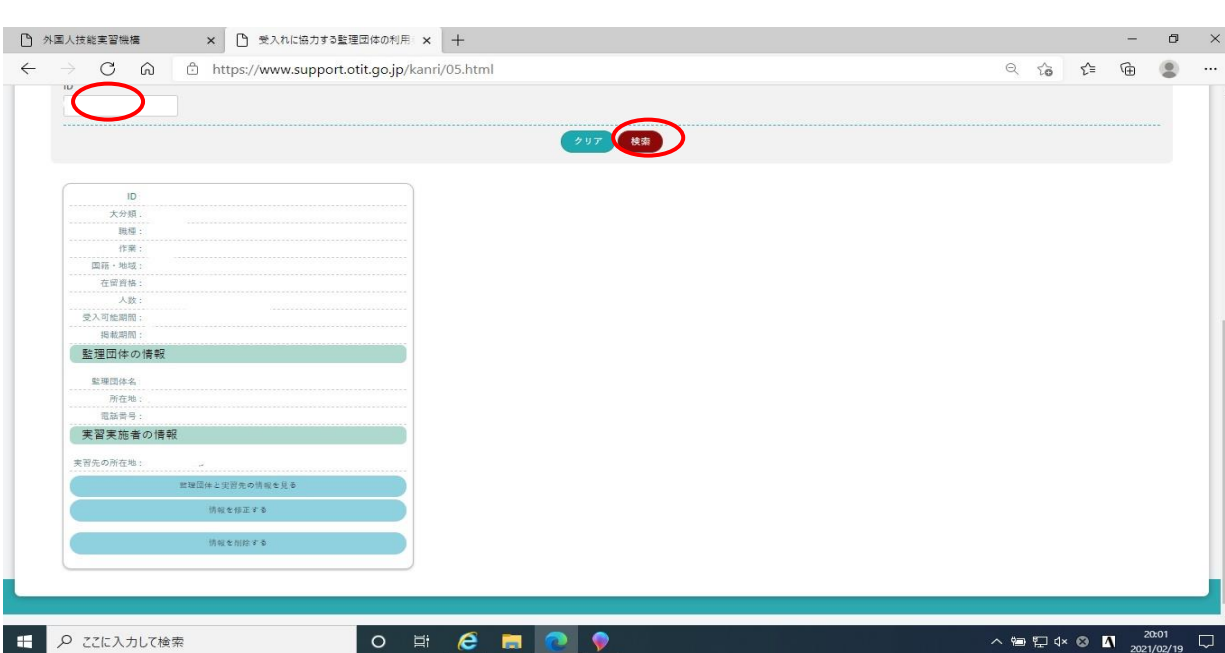 外国人技能実習機構
受入れに協力する監理団体の利用
https://www.support.otit.go.jp/kanri/05.html
ID
クリア
検索
ID
大分類：
職種：
作業：
国籍・地域：
在留資格：
人数：
受入可能期間：
掲載期間：
監理団体の情報
監理団体名
所在地：
電話番号：
実習実施者の情報
実習先の所在地：
監理団体と実習先の情報を見る
情報を修正する
情報を削除する
ここに入力して検索
20:01
2021/02/19